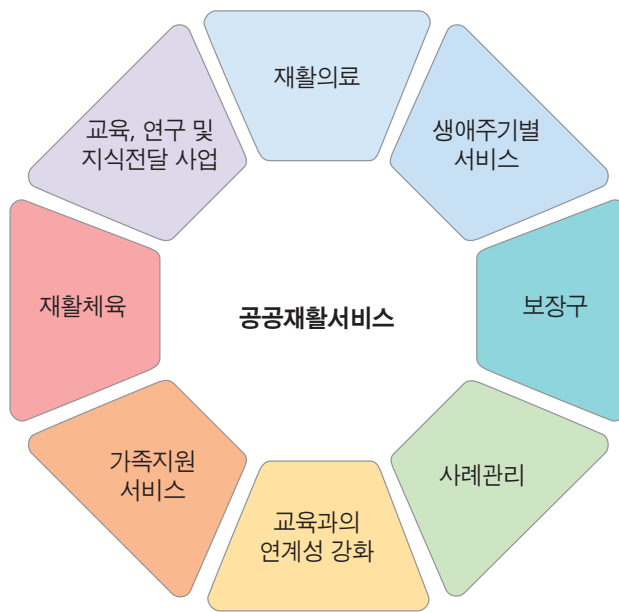 재활의료
생애주기별
서비스
보장구
사례관리
교육과의
연계성 강화
가족지원
서비스
재활체육
교육, 연구 및
지식전달 사업
공공재활서비스